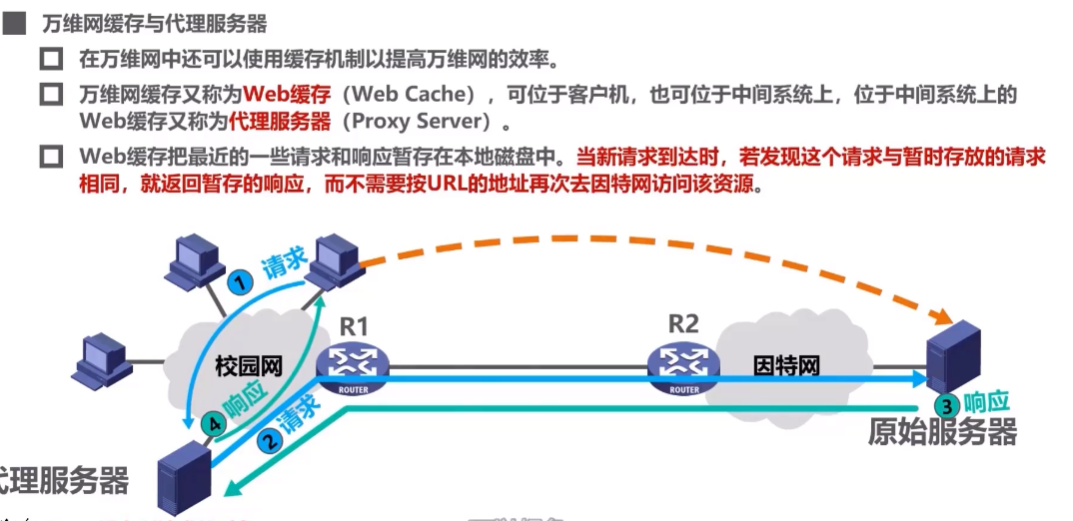 万维网缓存与代理服务器
在万维网中还可以使用缓存机制以提高万维网的效率。
万维网缓存又称为Web缓存（Web Cache），可位于客户机，也可位于中间系统上，位于中间系统上的
Web缓存又称为代理服务器（Proxy Server）。
Web缓存把最近的一些请求和响应暂存在本地磁盘中。当新请求到达时，若发现这个请求与暂时存放的请求
相同，就返回暂存的响应，而不需要按URL的地址再次去因特网访问该资源。
1 请求
R1
R2
校园网
ROUTER
ROUTER
因特网
4 响应
2 请求
3 响应
原始服务器
代理服务器